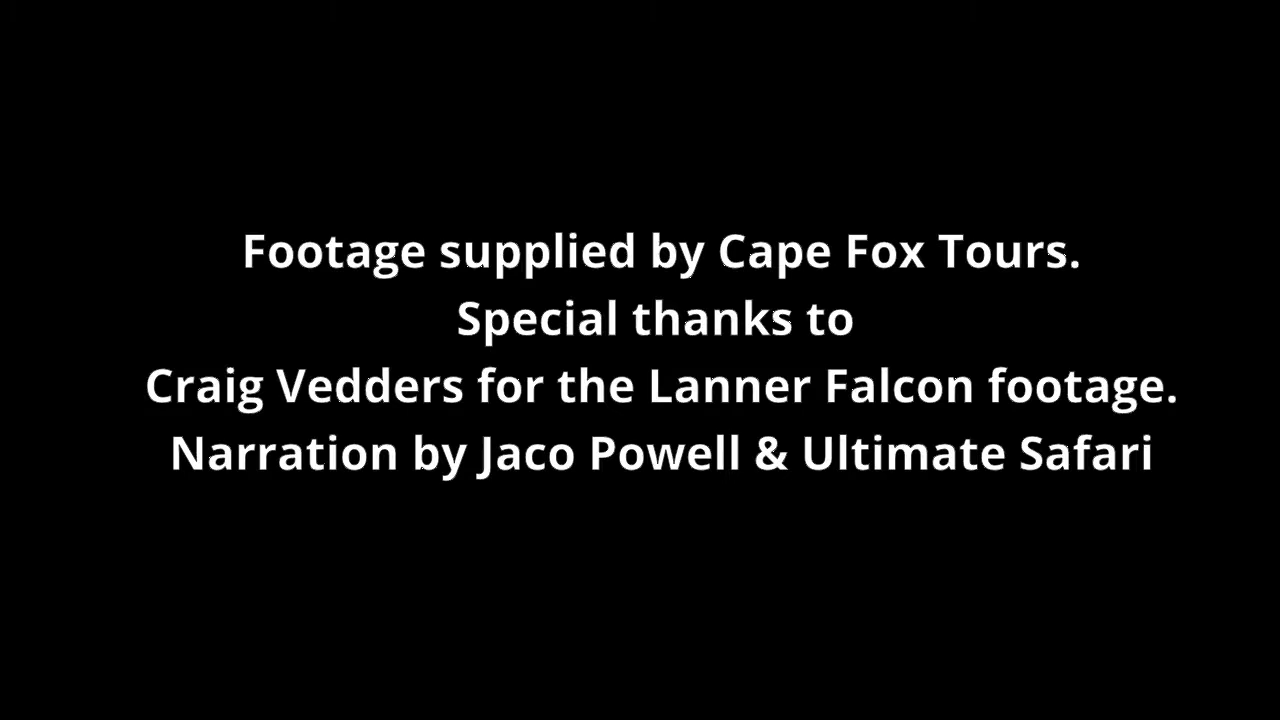 Footage supplied by Cape Fox Tours.
Special thanks to
Craig Vedders for the Lanner Falcon footage.
Narration by Jaco Powell & Ultimate Safari